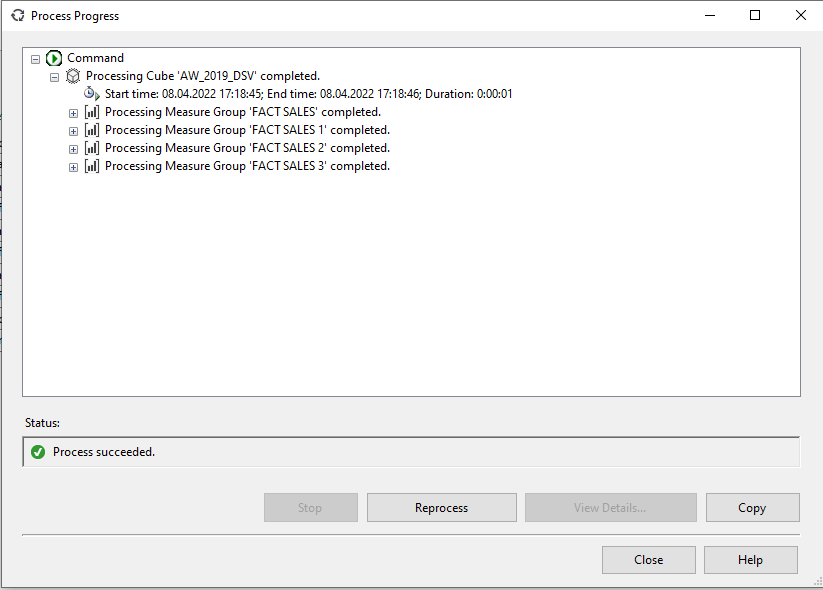 Process Progress
Command
Processing Cube 'AW_2019_DSV' completed.
Start time: 08.04.2022 17:18:45; End time: 08.04.2022 17:18:46; Duration: 0:00:01
Processing Measure Group 'FACT SALES' completed.
Processing Measure Group 'FACT SALES 1' completed.
Processing Measure Group 'FACT SALES 2' completed.
Processing Measure Group 'FACT SALES 3' completed.
Status:
Process succeeded.
Stop Reprocess View Details... Copy
Close Help